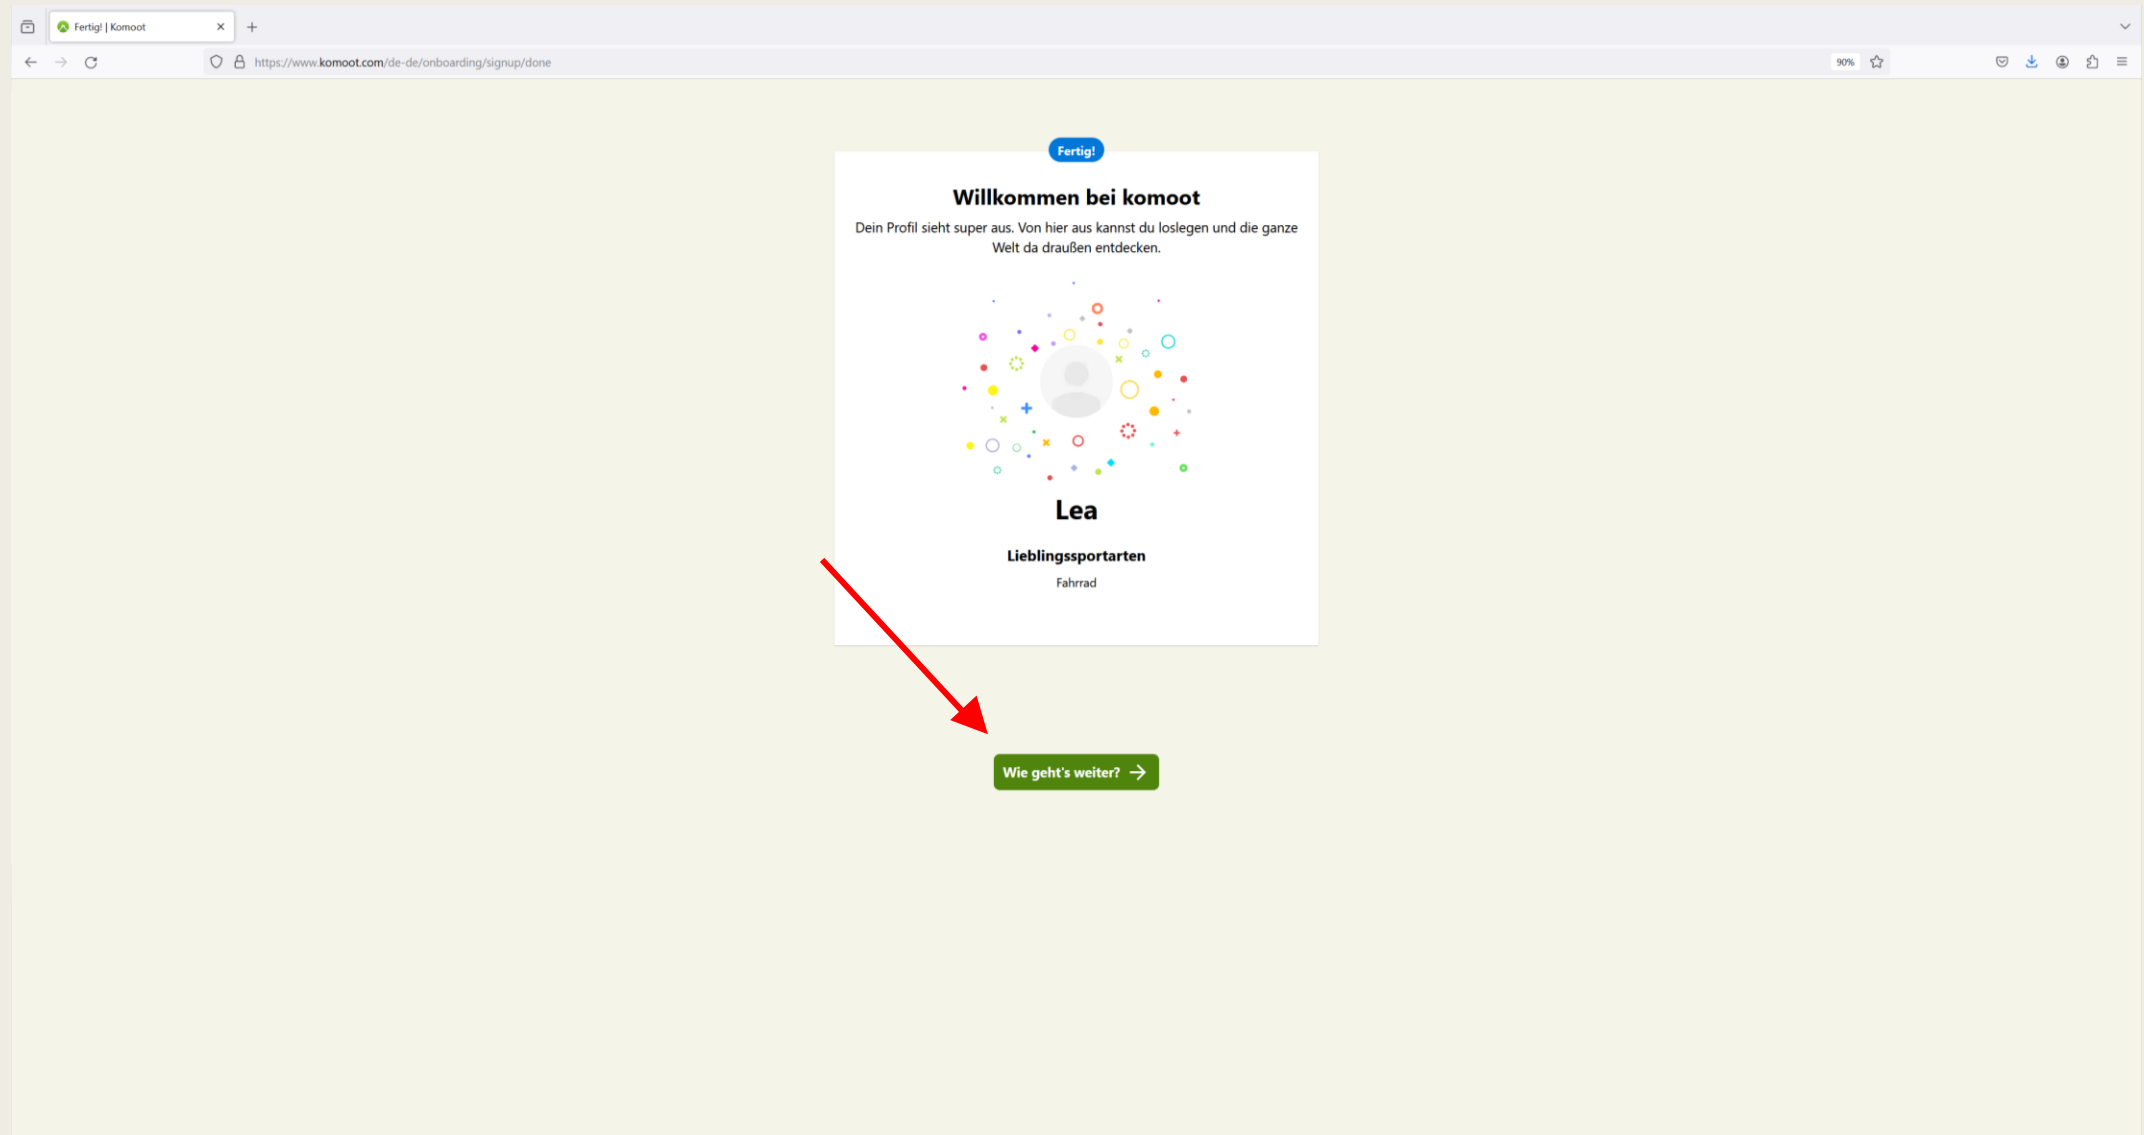 Fertig! | Komoot
https://www.komoot.com/de-de/onboarding/signup/done
90%
Fertig!
Willkommen bei komoot
Dein Profil sieht super aus. Von hier aus kannst du loslegen und die ganze
Welt da draußen entdecken.
Lea
Lieblingssportarten
Fahrrad
Wie geht's weiter?